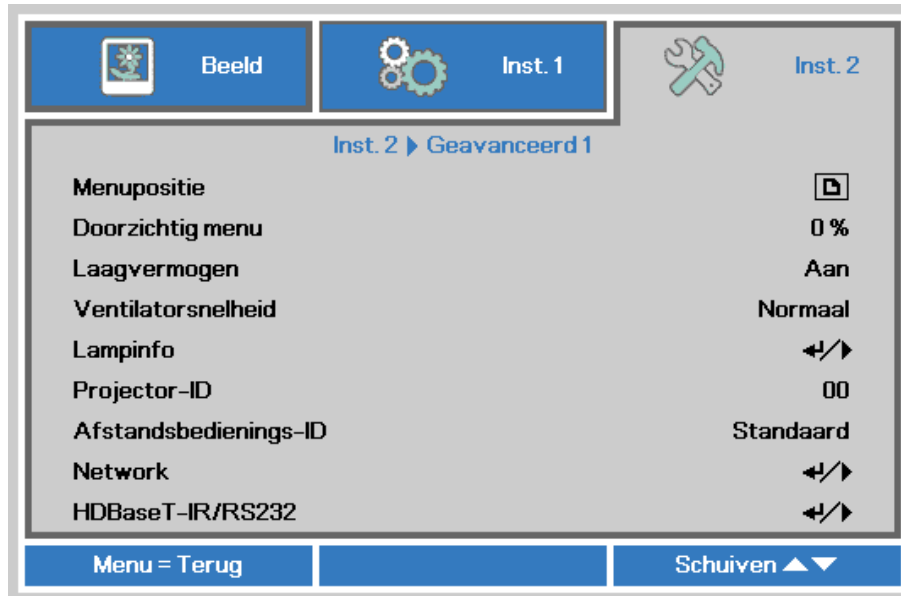 Beeld Inst. 1 Inst. 2
Inst. 2 ▶ Geavanceerd 1
Menupositie
Doorzichtig menu 0 %
Laagvermogen Aan
Ventilatorsnelheid Normaal
Lampinfo ↵/▶
Projector-ID 00
Afstandsbedienings-ID Standaard
Network ↵/▶
HDBaseT-IR/RS232 ↵/▶
Menu = Terug Schuiven ▲▼